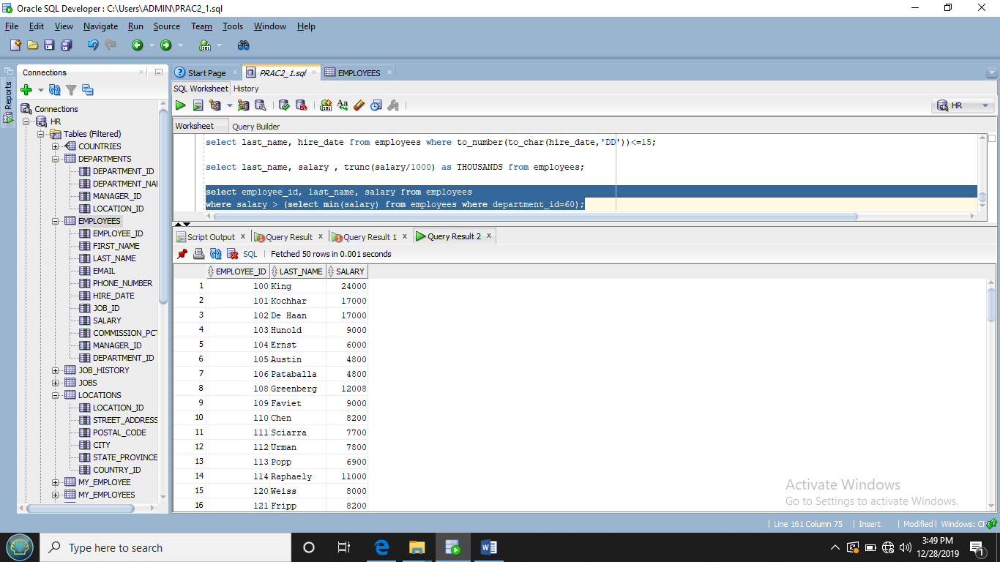 Oracle SQL Developer : C:\Users\ADMIN\PRAC2_1.sql
File Edit View Navigate Run Source Team Tools Window Help
Reports
Connections
Connections
HR
Tables (Filtered)
COUNTRIES
DEPARTMENTS
DEPARTMENT_ID
DEPARTMENT_NAI
MANAGER_ID
LOCATION_ID
EMPLOYEES
EMPLOYEE_ID
FIRST_NAME
LAST_NAME
EMAIL
PHONE_NUMBER
HIRE_DATE
JOB_ID
SALARY
COMMISSION_PCT
MANAGER_ID
DEPARTMENT_ID
JOB_HISTORY
JOBS
LOCATIONS
LOCATION_ID
STREET_ADDRESS
POSTAL_CODE
CITY
STATE_PROVINCE
COUNTRY_ID
MY_EMPLOYEE
MY_EMPLOYEES
Start Page PRAC2_1.sql EMPLOYEES
SQL Worksheet History
HR
Worksheet Query Builder
select last_name, hire_date from employees where to_number(to_char(hire_date,'DD'))<=15;
select last_name, salary , trunc(salary/1000) as THOUSANDS from employees;
select employee_id, last_name, salary from employees
where salary > (select min(salary) from employees where department_id=60);
Script Output x Query Result x Query Result 1 x Query Result 2 x
SQL | Fetched 50 rows in 0.001 seconds
EMPLOYEE_ID LAST_NAME SALARY
1 100 King 24000
2 101 Kochhar 17000
3 102 De Haan 17000
4 103 Hunold 9000
5 104 Ernst 6000
6 105 Austin 4800
7 106 Pataballa 4800
8 108 Greenberg 12008
9 109 Faviet 9000
10 110 Chen 8200
11 111 Sciarra 7700
12 112 Urman 7800
13 113 Popp 6900
14 114 Raphaely 11000
15 120 Weiss 8000
16 121 Fripp 8200
Activate Windows
Go to Settings to activate Windows.
| Line 161 Column 75 | Insert | Modified | Windows: CR
Type here to search
3:49 PM
12/28/2019
1